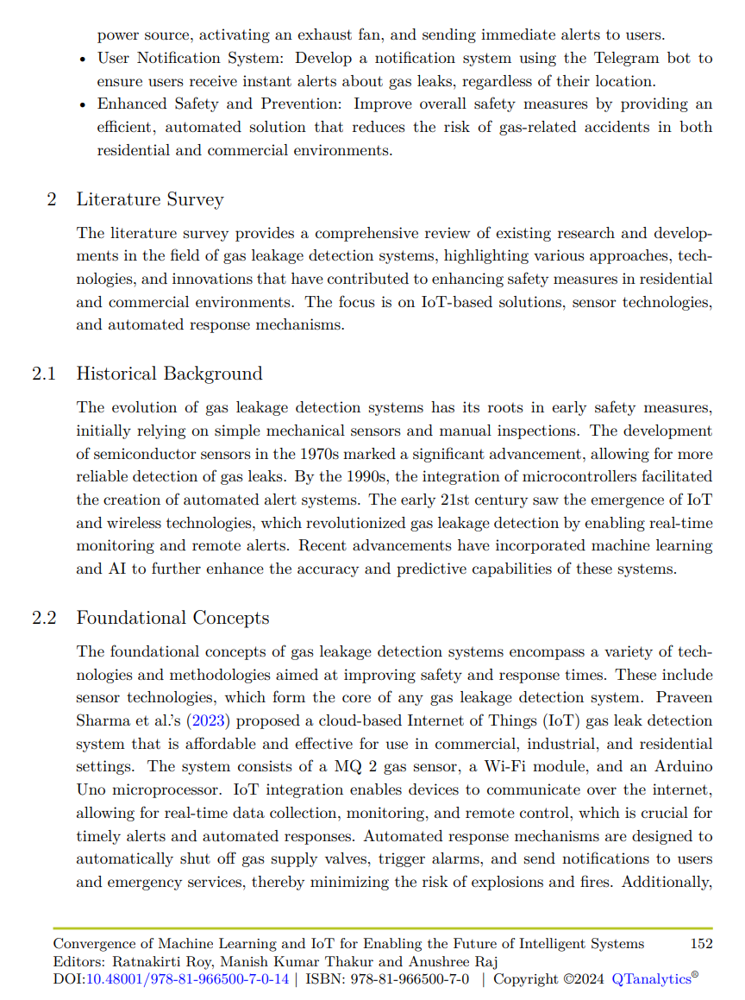 power source, activating an exhaust fan, and sending immediate alerts to users.
• User Notification System: Develop a notification system using the Telegram bot to
ensure users receive instant alerts about gas leaks, regardless of their location.
• Enhanced Safety and Prevention: Improve overall safety measures by providing an
efficient, automated solution that reduces the risk of gas-related accidents in both
residential and commercial environments.
2 Literature Survey
The literature survey provides a comprehensive review of existing research and develop-
ments in the field of gas leakage detection systems, highlighting various approaches, tech-
nologies, and innovations that have contributed to enhancing safety measures in residential
and commercial environments. The focus is on IoT-based solutions, sensor technologies,
and automated response mechanisms.
2.1 Historical Background
The evolution of gas leakage detection systems has its roots in early safety measures,
initially relying on simple mechanical sensors and manual inspections. The development
of semiconductor sensors in the 1970s marked a significant advancement, allowing for more
reliable detection of gas leaks. By the 1990s, the integration of microcontrollers facilitated
the creation of automated alert systems. The early 21st century saw the emergence of IoT
and wireless technologies, which revolutionized gas leakage detection by enabling real-time
monitoring and remote alerts. Recent advancements have incorporated machine learning
and AI to further enhance the accuracy and predictive capabilities of these systems.
2.2 Foundational Concepts
The foundational concepts of gas leakage detection systems encompass a variety of tech-
nologies and methodologies aimed at improving safety and response times. These include
sensor technologies, which form the core of any gas leakage detection system. Praveen
Sharma et al.'s (2023) proposed a cloud-based Internet of Things (IoT) gas leak detection
system that is affordable and effective for use in commercial, industrial, and residential
settings. The system consists of a MQ 2 gas sensor, a Wi-Fi module, and an Arduino
Uno microprocessor. IoT integration enables devices to communicate over the internet,
allowing for real-time data collection, monitoring, and remote control, which is crucial for
timely alerts and automated responses. Automated response mechanisms are designed to
automatically shut off gas supply valves, trigger alarms, and send notifications to users
and emergency services, thereby minimizing the risk of explosions and fires. Additionally,
Convergence of Machine Learning and IoT for Enabling the Future of Intelligent Systems 152
Editors: Ratnakirti Roy, Manish Kumar Thakur and Anushree Raj
DOI:10.48001/978-81-966500-7-0-14 | ISBN: 978-81-966500-7-0 | Copyright ©2024 QTanalytics®